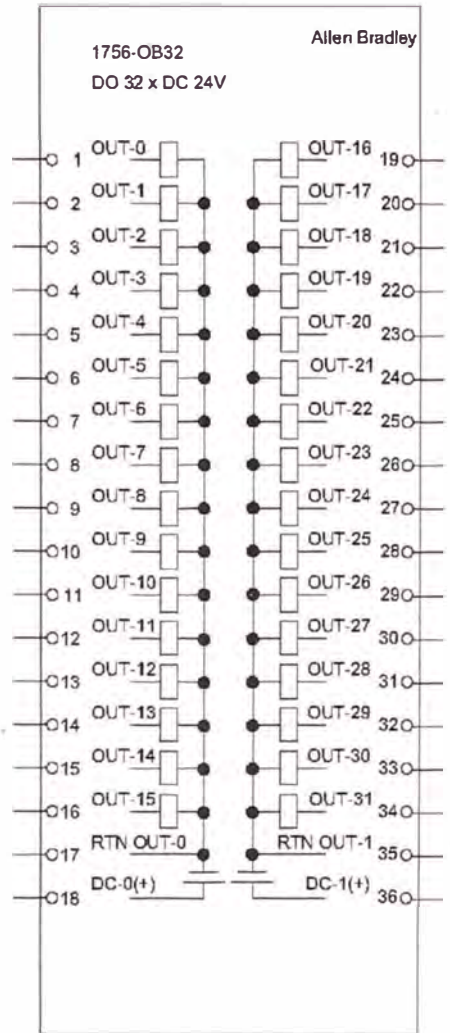 1756-OB32 Allen Bradley
DO 32 x DC 24V
1 OUT-0 OUT-16 19
2 OUT-1 OUT-17 20
3 OUT-2 OUT-18 21
4 OUT-3 OUT-19 22
5 OUT-4 OUT-20 23
6 OUT-5 OUT-21 24
7 OUT-6 OUT-22 25
8 OUT-7 OUT-23 26
9 OUT-8 OUT-24 27
10 OUT-9 OUT-25 28
11 OUT-10 OUT-26 29
12 OUT-11 OUT-27 30
13 OUT-12 OUT-28 31
14 OUT-13 OUT-29 32
15 OUT-14 OUT-30 33
16 OUT-15 OUT-31 34
17 RTN OUT-0 RTN OUT-1 35
18 DC-0(+) DC-1(+) 36